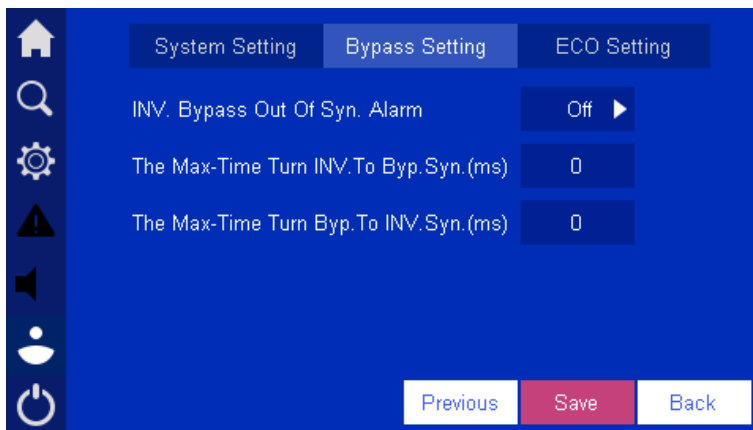 System Setting Bypass Setting ECO Setting
INV. Bypass Out Of Syn. Alarm Off
The Max-Time Turn INV.To Byp.Syn.(ms) 0
The Max-Time Turn Byp.To INV.Syn.(ms) 0
Previous Save Back